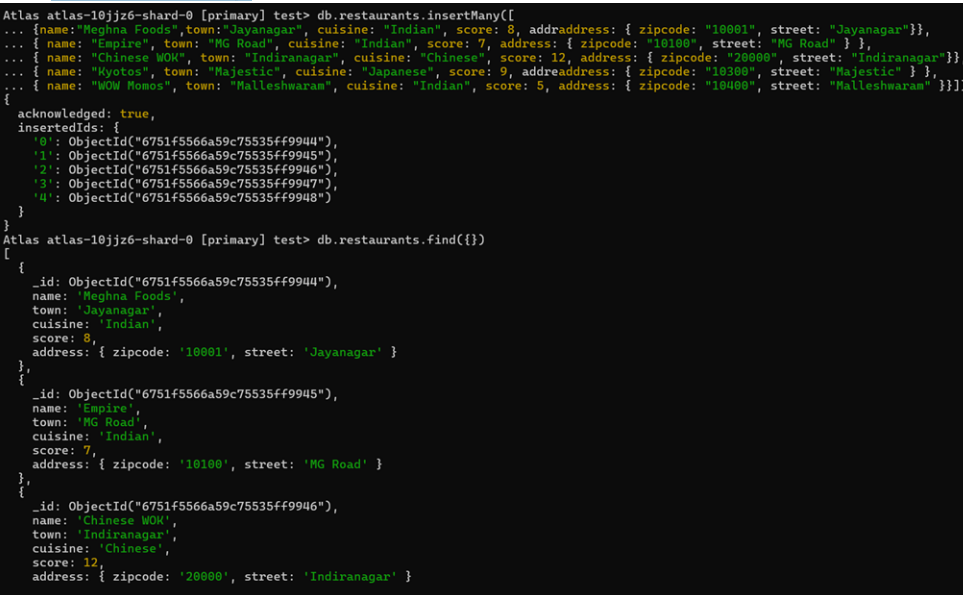 Atlas atlas-10jjz6-shard-0 [primary] test> db.restaurants.insertMany([
... {name:"Meghna Foods",town:"Jayanagar", cuisine: "Indian", score: 8, addraddress: { zipcode: "10001", street: "Jayanagar"}},
... { name: "Empire", town: "MG Road", cuisine: "Indian", score: 7, address: { zipcode: "10100", street: "MG Road" } },
... { name: "Chinese WOK", town: "Indiranagar", cuisine: "Chinese", score: 12, address: { zipcode: "20000", street: "Indiranagar"}},
... { name: "Kyotos", town: "Majestic", cuisine: "Japanese", score: 9, addreaddress: { zipcode: "10300", street: "Majestic" } },
... { name: "WOW Momos", town: "Malleshwaram", cuisine: "Indian", score: 5, address: { zipcode: "10400", street: "Malleshwaram" }}])
{
  acknowledged: true,
  insertedIds: {
    '0': ObjectId("6751f5566a59c75535ff9944"),
    '1': ObjectId("6751f5566a59c75535ff9945"),
    '2': ObjectId("6751f5566a59c75535ff9946"),
    '3': ObjectId("6751f5566a59c75535ff9947"),
    '4': ObjectId("6751f5566a59c75535ff9948")
  }
}
Atlas atlas-10jjz6-shard-0 [primary] test> db.restaurants.find({})
[
  {
    _id: ObjectId("6751f5566a59c75535ff9944"),
    name: 'Meghna Foods',
    town: 'Jayanagar',
    cuisine: 'Indian',
    score: 8,
    address: { zipcode: '10001', street: 'Jayanagar' }
  },
  {
    _id: ObjectId("6751f5566a59c75535ff9945"),
    name: 'Empire',
    town: 'MG Road',
    cuisine: 'Indian',
    score: 7,
    address: { zipcode: '10100', street: 'MG Road' }
  },
  {
    _id: ObjectId("6751f5566a59c75535ff9946"),
    name: 'Chinese WOK',
    town: 'Indiranagar',
    cuisine: 'Chinese',
    score: 12,
    address: { zipcode: '20000', street: 'Indiranagar' }